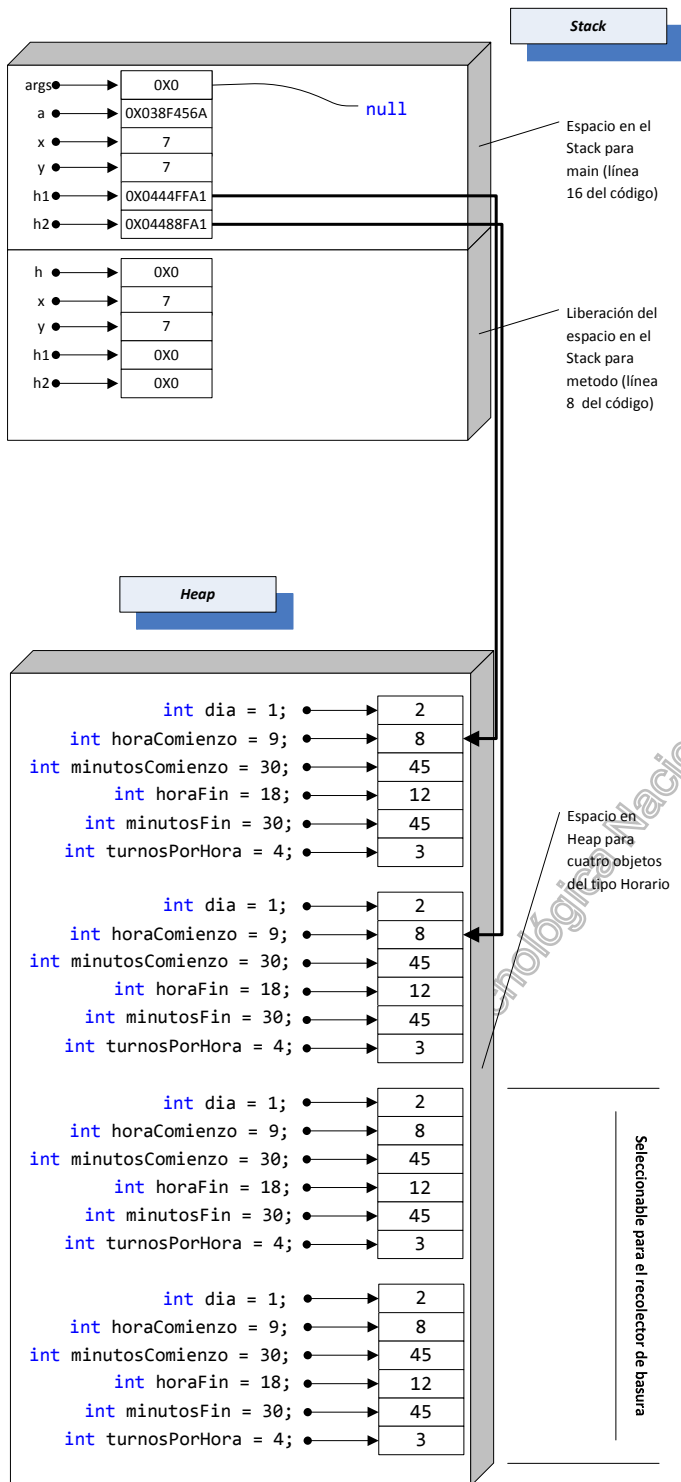 Stack
args 0X0
null
a 0X038F456A
x 7
y 7
h1 0X0444FFA1
h2 0X04488FA1
Espacio en el
Stack para
main (línea
16 del código)
h 0X0
x 7
y 7
h1 0X0
h2 0X0
Liberación del
espacio en el
Stack para
metodo (línea
8 del código)
Heap
int dia = 1; 2
int horaComienzo = 9; 8
int minutosComienzo = 30; 45
int horaFin = 18; 12
int minutosFin = 30; 45
int turnosPorHora = 4; 3
Espacio en
Heap para
cuatro objetos
del tipo Horario
int dia = 1; 2
int horaComienzo = 9; 8
int minutosComienzo = 30; 45
int horaFin = 18; 12
int minutosFin = 30; 45
int turnosPorHora = 4; 3
int dia = 1; 2
int horaComienzo = 9; 8
int minutosComienzo = 30; 45
int horaFin = 18; 12
int minutosFin = 30; 45
int turnosPorHora = 4; 3
int dia = 1; 2
int horaComienzo = 9; 8
int minutosComienzo = 30; 45
int horaFin = 18; 12
int minutosFin = 30; 45
int turnosPorHora = 4; 3
Seleccionable para el recolector de basura